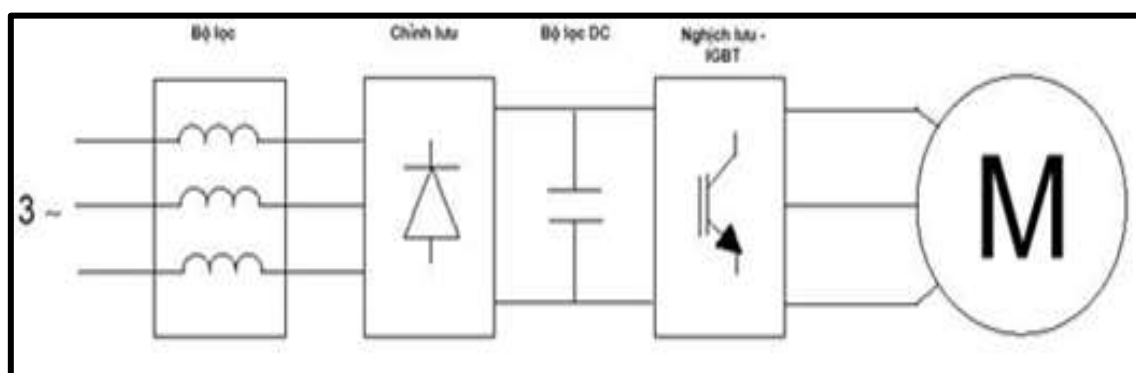 Bộ lọc
Chỉnh lưu
Bộ lọc DC
Nghịch lưu -
IGBT
3 ~
M